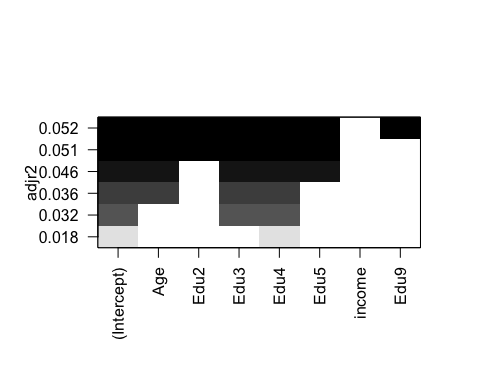 adjr2
0.052
0.051
0.046
0.036
0.032
0.018
(Intercept)
Age
Edu2
Edu3
Edu4
Edu5
income
Edu9